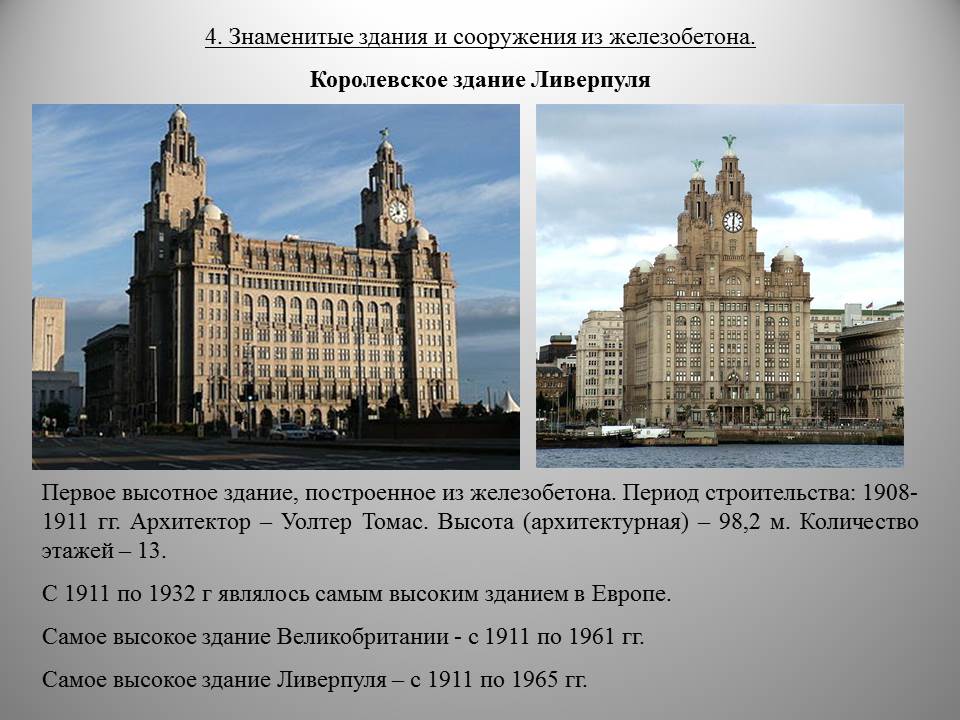 4. Знаменитые здания и сооружения из железобетона.
Королевское здание Ливерпуля
Первое высотное здание, построенное из железобетона. Период строительства: 1908-
1911 гг. Архитектор – Уолтер Томас. Высота (архитектурная) – 98,2 м. Количество
этажей – 13.
С 1911 по 1932 г являлось самым высоким зданием в Европе.
Самое высокое здание Великобритании - с 1911 по 1961 гг.
Самое высокое здание Ливерпуля – с 1911 по 1965 гг.